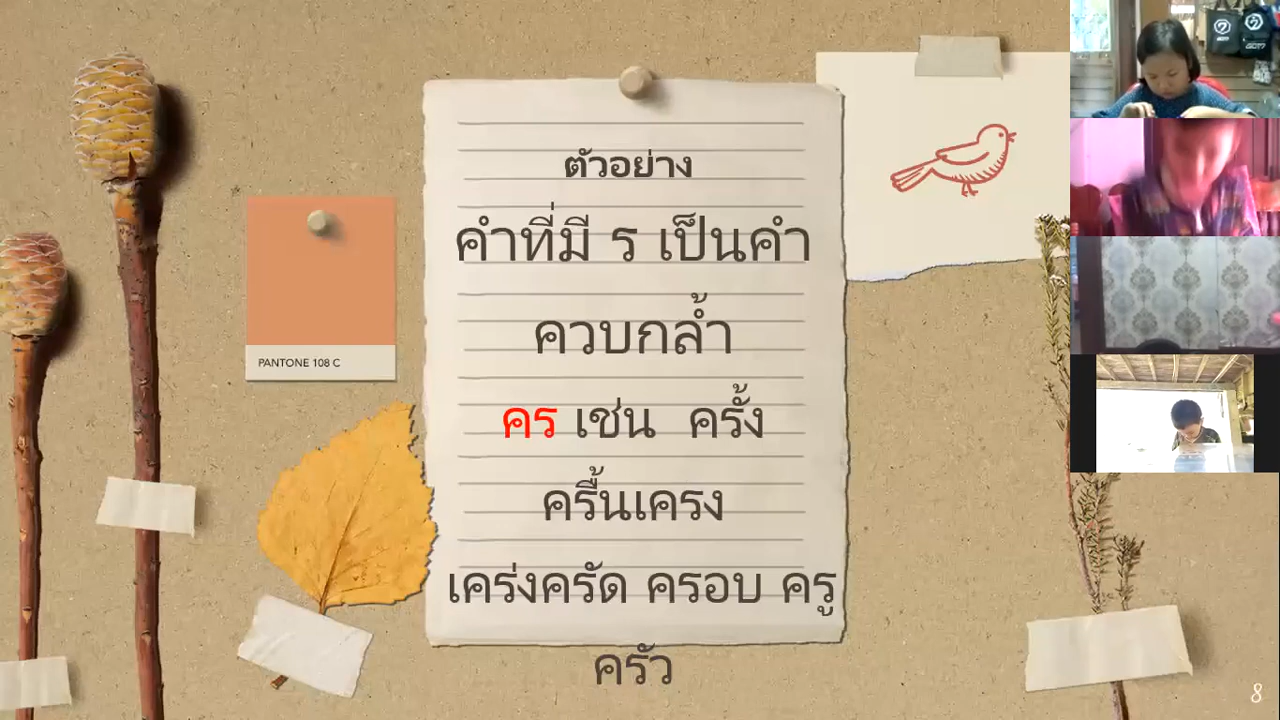 ตัวอย่าง
คำที่มี ร เป็นคำ
ควบกล้ำ
คร เช่น ครั้ง
ครื้นเครง
เคร่งครัด ครอบ ครู
ครัว
PANTONE 108 C
8